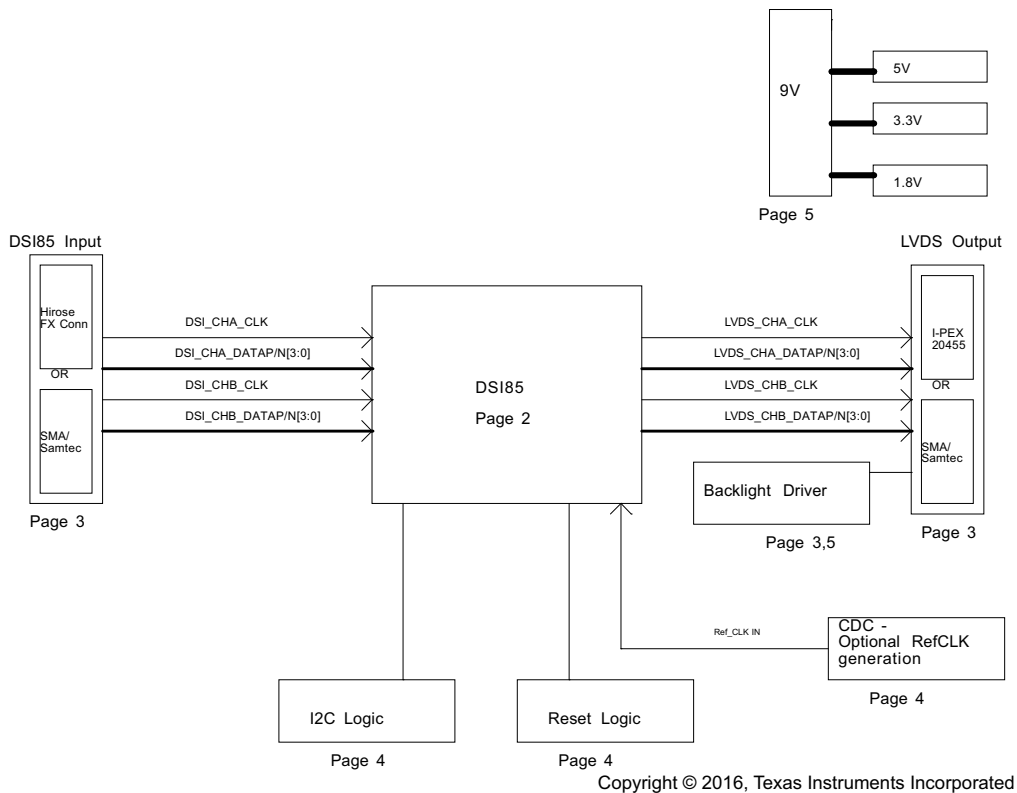 9V
5V
3.3V
1.8V
Page 5
DSI85 Input
LVDS Output
Hirose
FX Conn
OR
SMA/
Samtec
Page 3
DSI_CHA_CLK
DSI_CHA_DATAP/N[3:0]
DSI_CHB_CLK
DSI_CHB_DATAP/N[3:0]
DSI85
Page 2
LVDS_CHA_CLK
LVDS_CHA_DATAP/N[3:0]
LVDS_CHB_CLK
LVDS_CHB_DATAP/N[3:0]
I-PEX
20455
OR
SMA/
Samtec
Page 3
Backlight Driver
Page 3,5
Ref_CLK IN
CDC -
Optional RefCLK
generation
Page 4
I2C Logic
Page 4
Reset Logic
Page 4
Copyright © 2016, Texas Instruments Incorporated